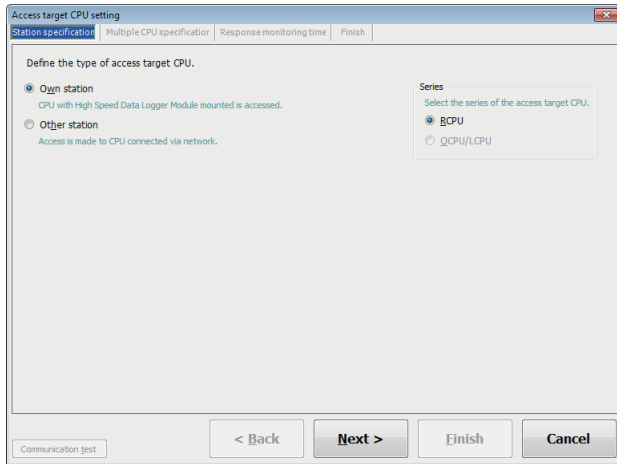 Access target CPU setting
Station specification Multiple CPU specification Response monitoring time Finish
Define the type of access target CPU.
Own station
CPU with High Speed Data Logger Module mounted is accessed.
Other station
Access is made to CPU connected via network.
Series
Select the series of the access target CPU.
RCPU
QCPU/LCPU
Communication test
< Back
Next >
Finish
Cancel